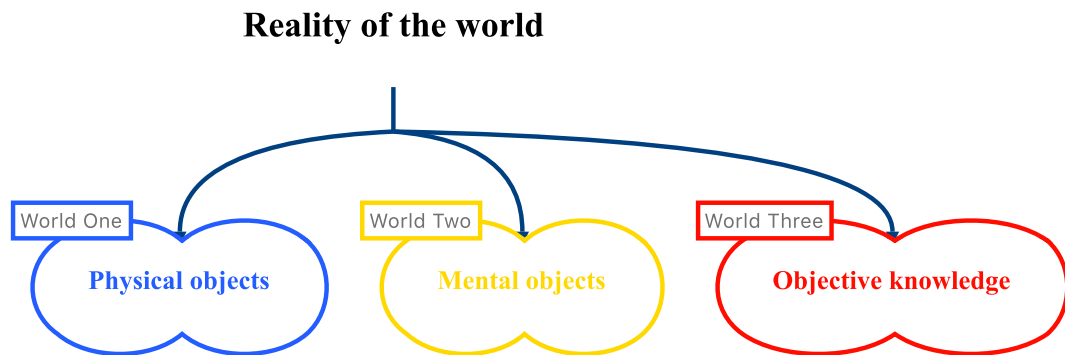 Reality of the world
World One
World Two
World Three
Physical objects
Mental objects
Objective knowledge